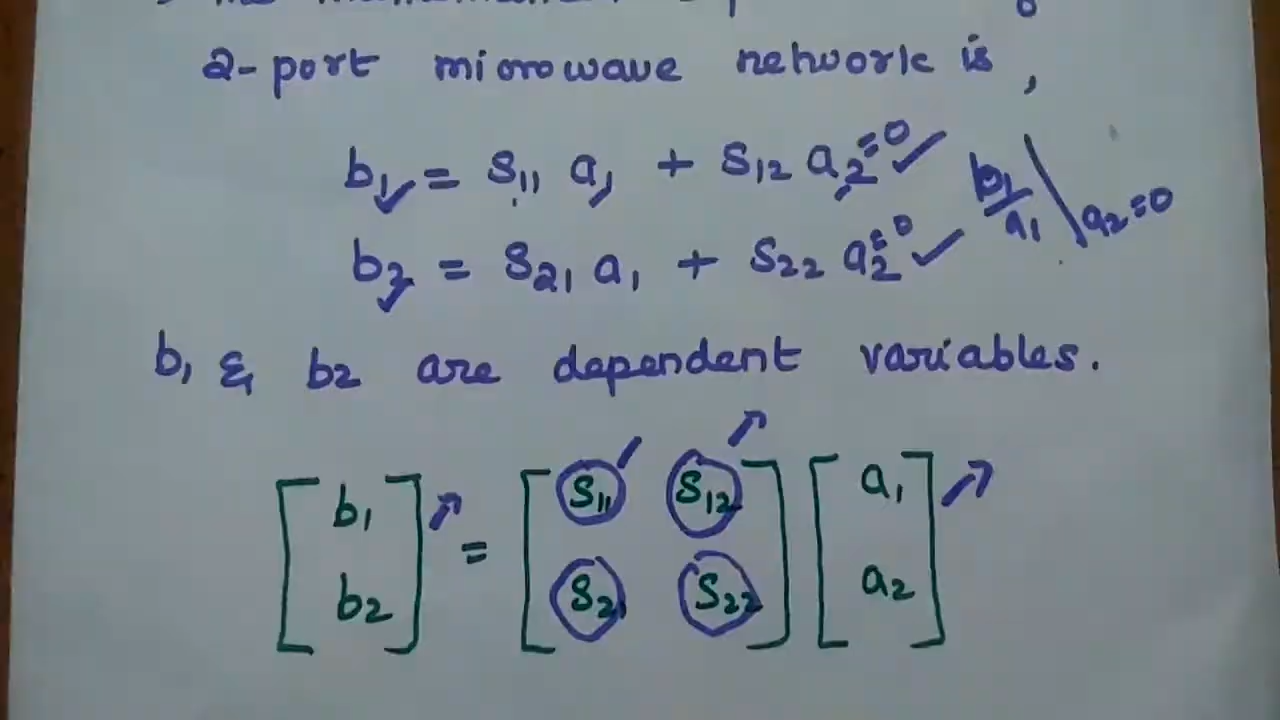 2-port microwave network is,
b1 = S11 a1 + S12 a2=0
b1/a1 | a2=0
b2 = S21 a1 + S22 a2=0
b1 & b2 are dependent variables.
[b1 b2] = [S11 S12 S21 S22] [a1 a2]